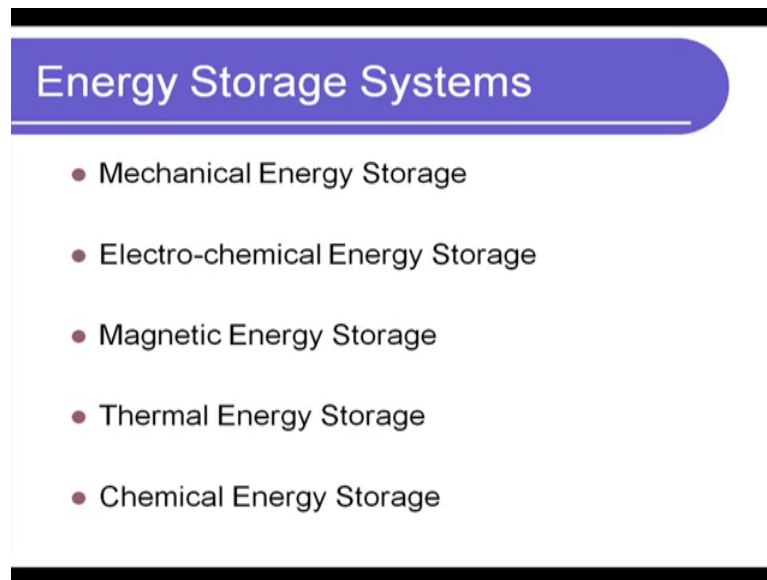 Energy Storage Systems
Mechanical Energy Storage
Electro-chemical Energy Storage
Magnetic Energy Storage
Thermal Energy Storage
Chemical Energy Storage